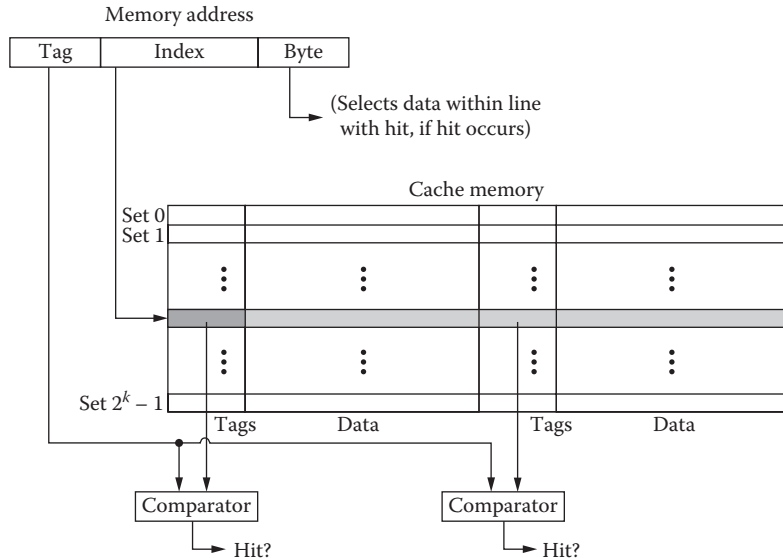 Memory address
Tag Index Byte
(Selects data within line
with hit, if hit occurs)
Cache memory
Set 0
Set 1
Set 2^k – 1
Tags Data Tags Data
Comparator Comparator
Hit? Hit?